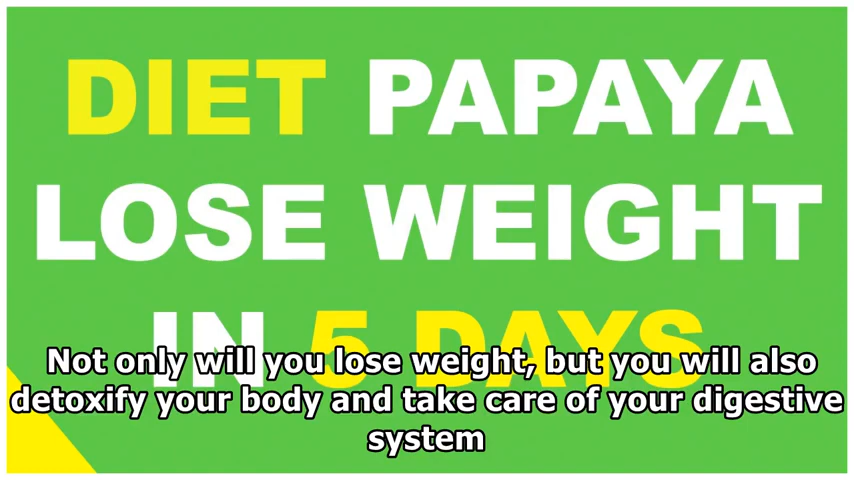 DIET PAPAYA
LOSE WEIGHT
IN 5 DAYS
Not only will you lose weight, but you will also
detoxify your body and take care of your digestive
system